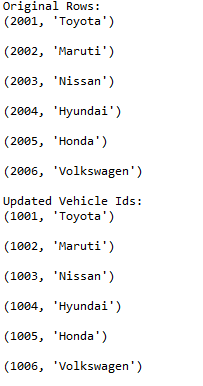 Original Rows:
(2001, 'Toyota')
(2002, 'Maruti')
(2003, 'Nissan')
(2004, 'Hyundai')
(2005, 'Honda')
(2006, 'Volkswagen')
Updated Vehicle Ids:
(1001, 'Toyota')
(1002, 'Maruti')
(1003, 'Nissan')
(1004, 'Hyundai')
(1005, 'Honda')
(1006, 'Volkswagen')